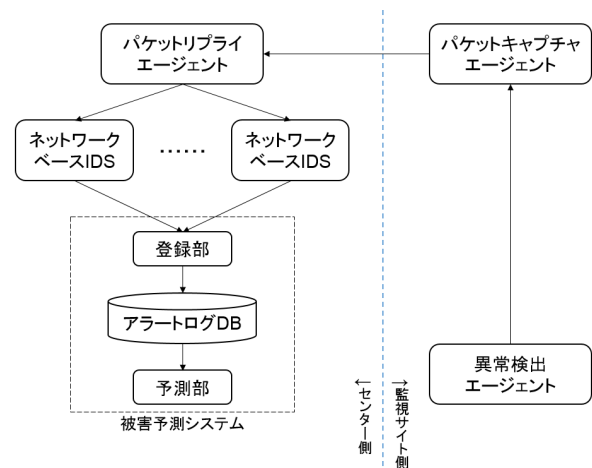 パケットリプライ
エージェント
パケットキャプチャ
エージェント
ネットワーク
ベースIDS
……
ネットワーク
ベースIDS
登録部
アラートログDB
予測部
被害予測システム
異常検出
エージェント
←センター側
→監視サイト側